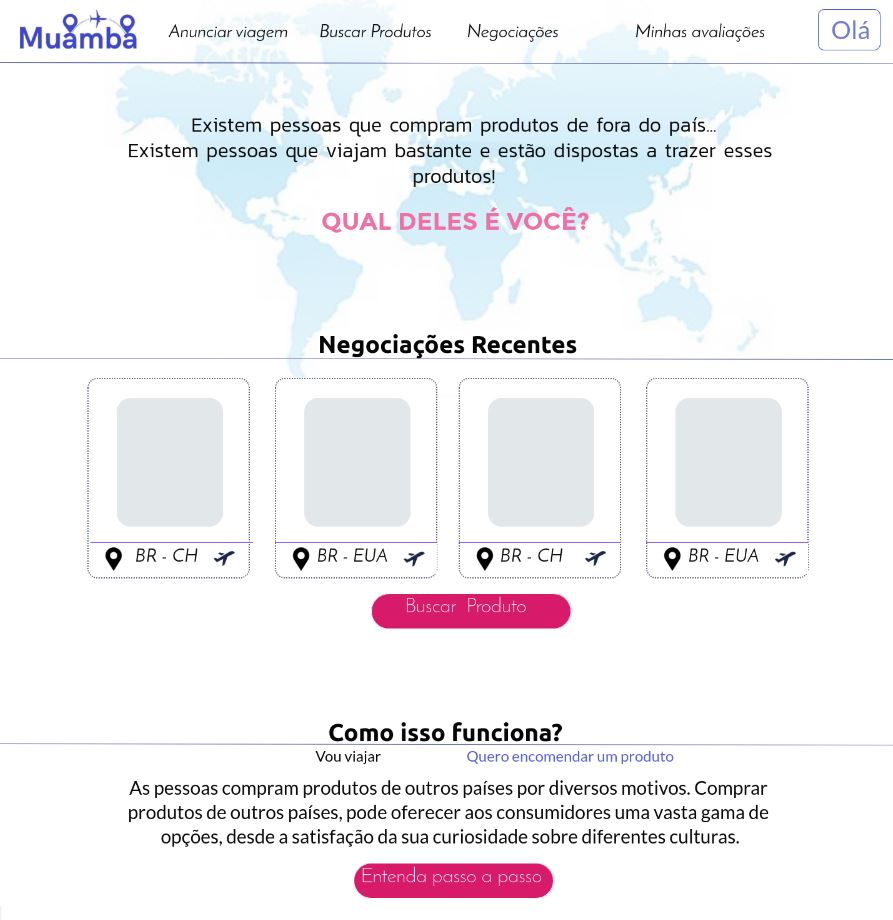 Muamba
Anunciar viagem
Buscar Produtos
Negociações
Minhas avaliações
Olá
Existem pessoas que compram produtos de fora do país...
Existem pessoas que viajam bastante e estão dispostas a trazer esses
produtos!
QUAL DELES É VOCÊ?
Negociações Recentes
BR - CH
BR - EUA
BR - CH
BR - EUA
Buscar Produto
Como isso funciona?
Vou viajar
Quero encomendar um produto
As pessoas compram produtos de outros países por diversos motivos. Comprar
produtos de outros países, pode oferecer aos consumidores uma vasta gama de
opções, desde a satisfação da sua curiosidade sobre diferentes culturas.
Entenda passo a passo